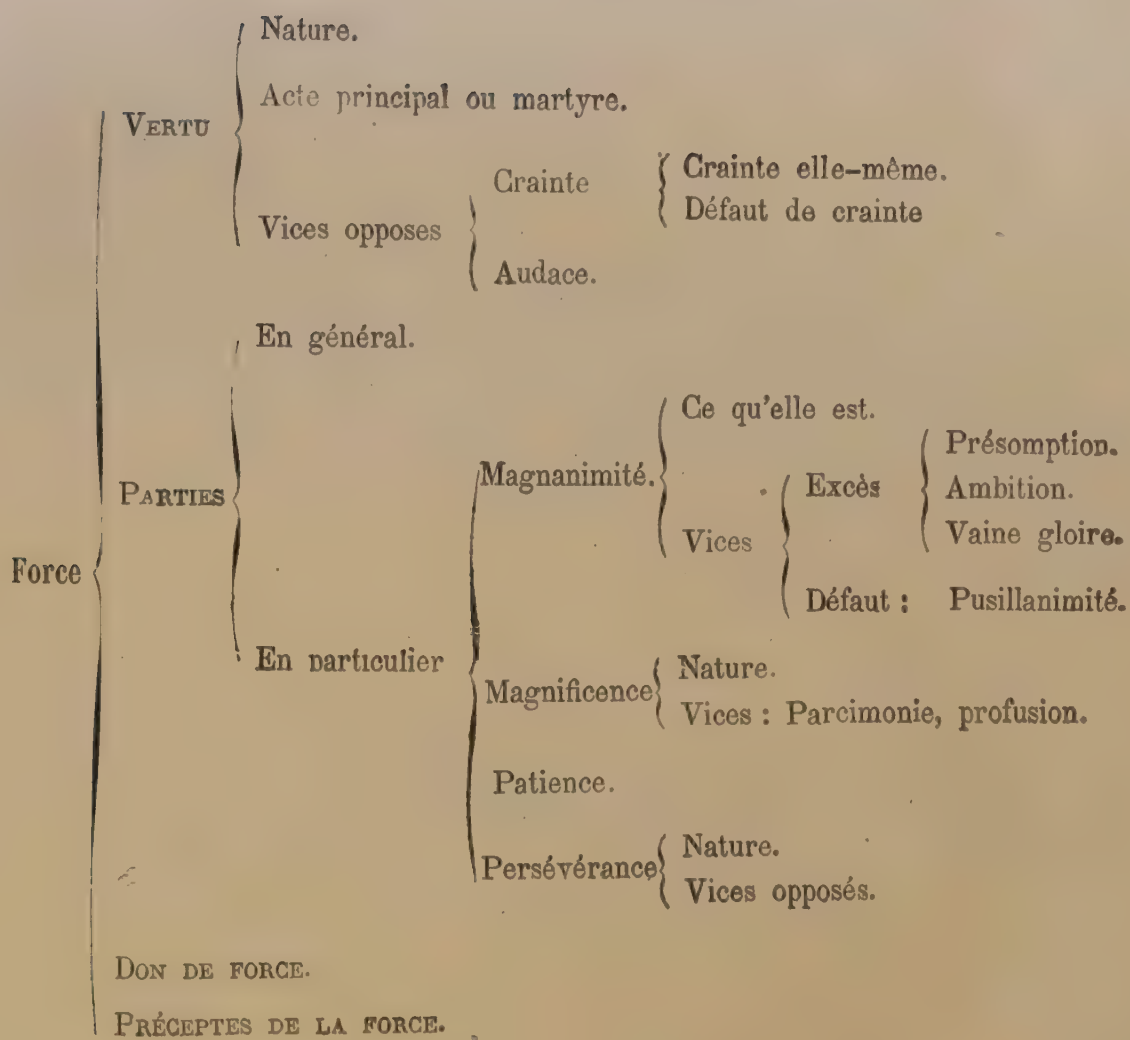 Nature.
Acte principal ou martyre.
VERTU
Crainte
Crainte elle-même.
Défaut de crainte
Vices opposes
Audace.
En général.
Ce qu'elle est.
Présomption.
Magnanimité.
Excès
Ambition.
PARTIES
Vices
Vaine gloire.
Force
Défaut : Pusillanimité.
En particulier
Nature.
Magnificence
Vices : Parcimonie, profusion.
Patience.
Persévérance
Nature.
Vices opposés.
DON DE FORCE.
PRÉCEPTES DE LA FORCE.